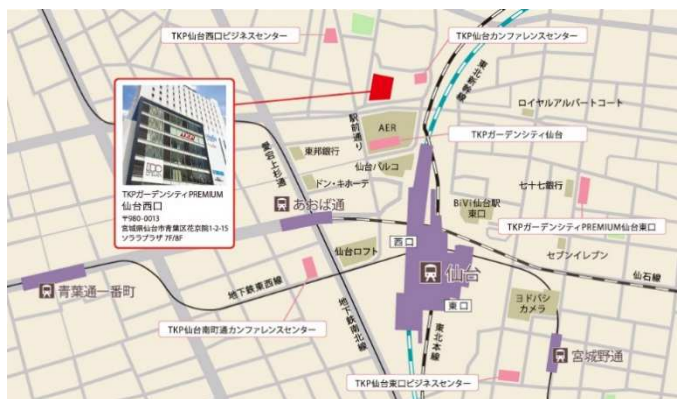 TKP仙台西口ビジネスセンター
TKP仙台カンファレンスセンター
東北新幹線
ロイヤルアルバートコート
駅前通り
AER
TKPガーデンシティ仙台
愛宕上杉通
東邦銀行
仙台パルコ
ドン・キホーテ
七十七銀行
BiVi仙台駅
東口
TKPガーデンシティPREMIUM仙台東口
TKPガーデンシティPREMIUM
仙台西口
〒980-0013
宮城県仙台市青葉区花京院1-2-15
ソララプラザ 7F/8F
あおば通
仙台ロフト
西口
セブンイレブン
仙石線
仙台
青葉通一番町
地下鉄東西線
東口
ヨドバシ
カメラ
TKP仙台南町通カンファレンスセンター
地下鉄南北線
東北本線
宮城野通
TKP仙台東口ビジネスセンター